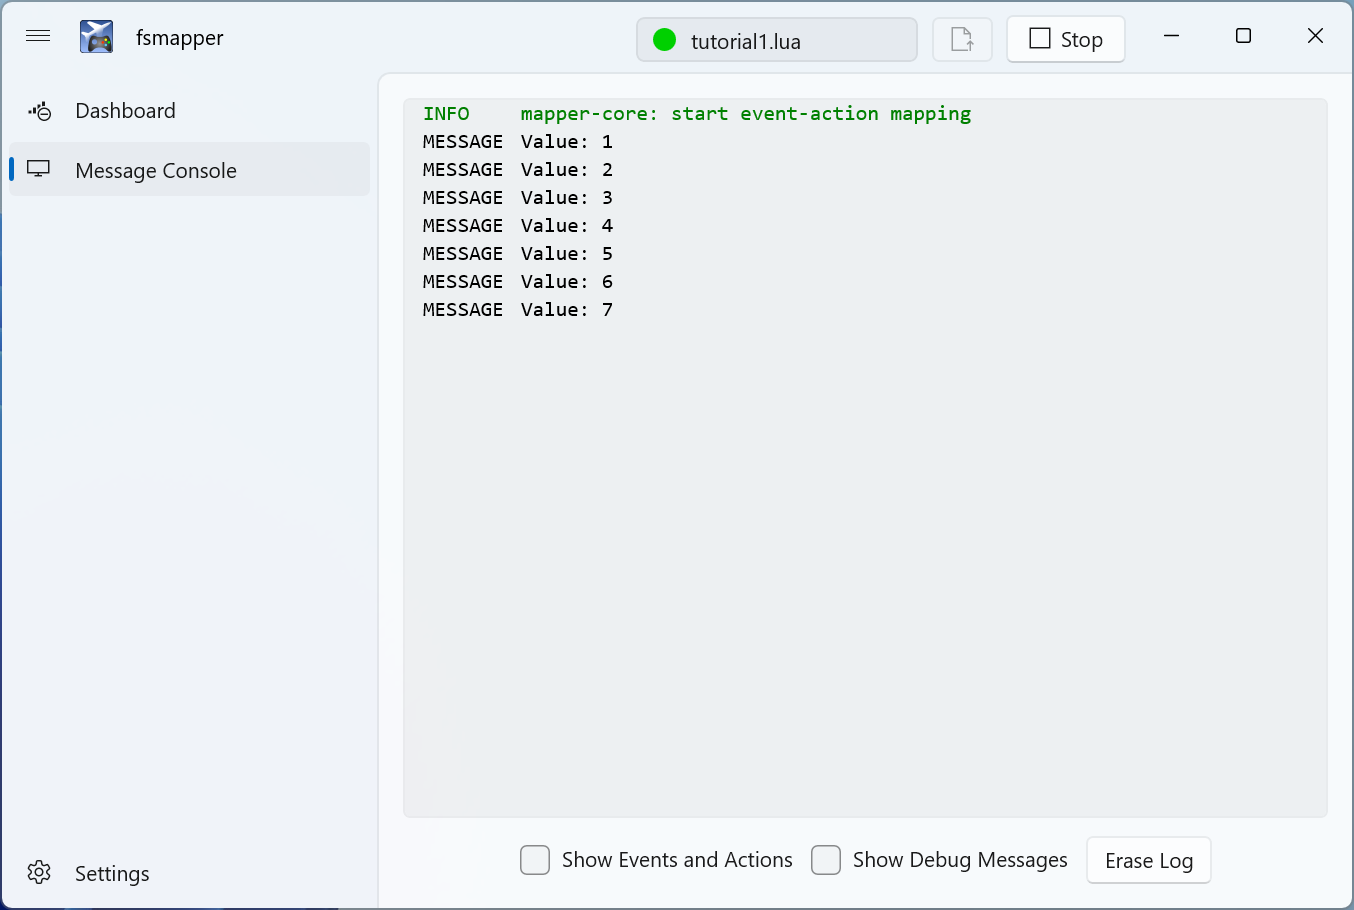 fsmapper
tutorial1.lua
Stop
Dashboard
Message Console
INFO mapper-core: start event-action mapping
MESSAGE Value: 1
MESSAGE Value: 2
MESSAGE Value: 3
MESSAGE Value: 4
MESSAGE Value: 5
MESSAGE Value: 6
MESSAGE Value: 7
Show Events and Actions
Show Debug Messages
Erase Log
Settings